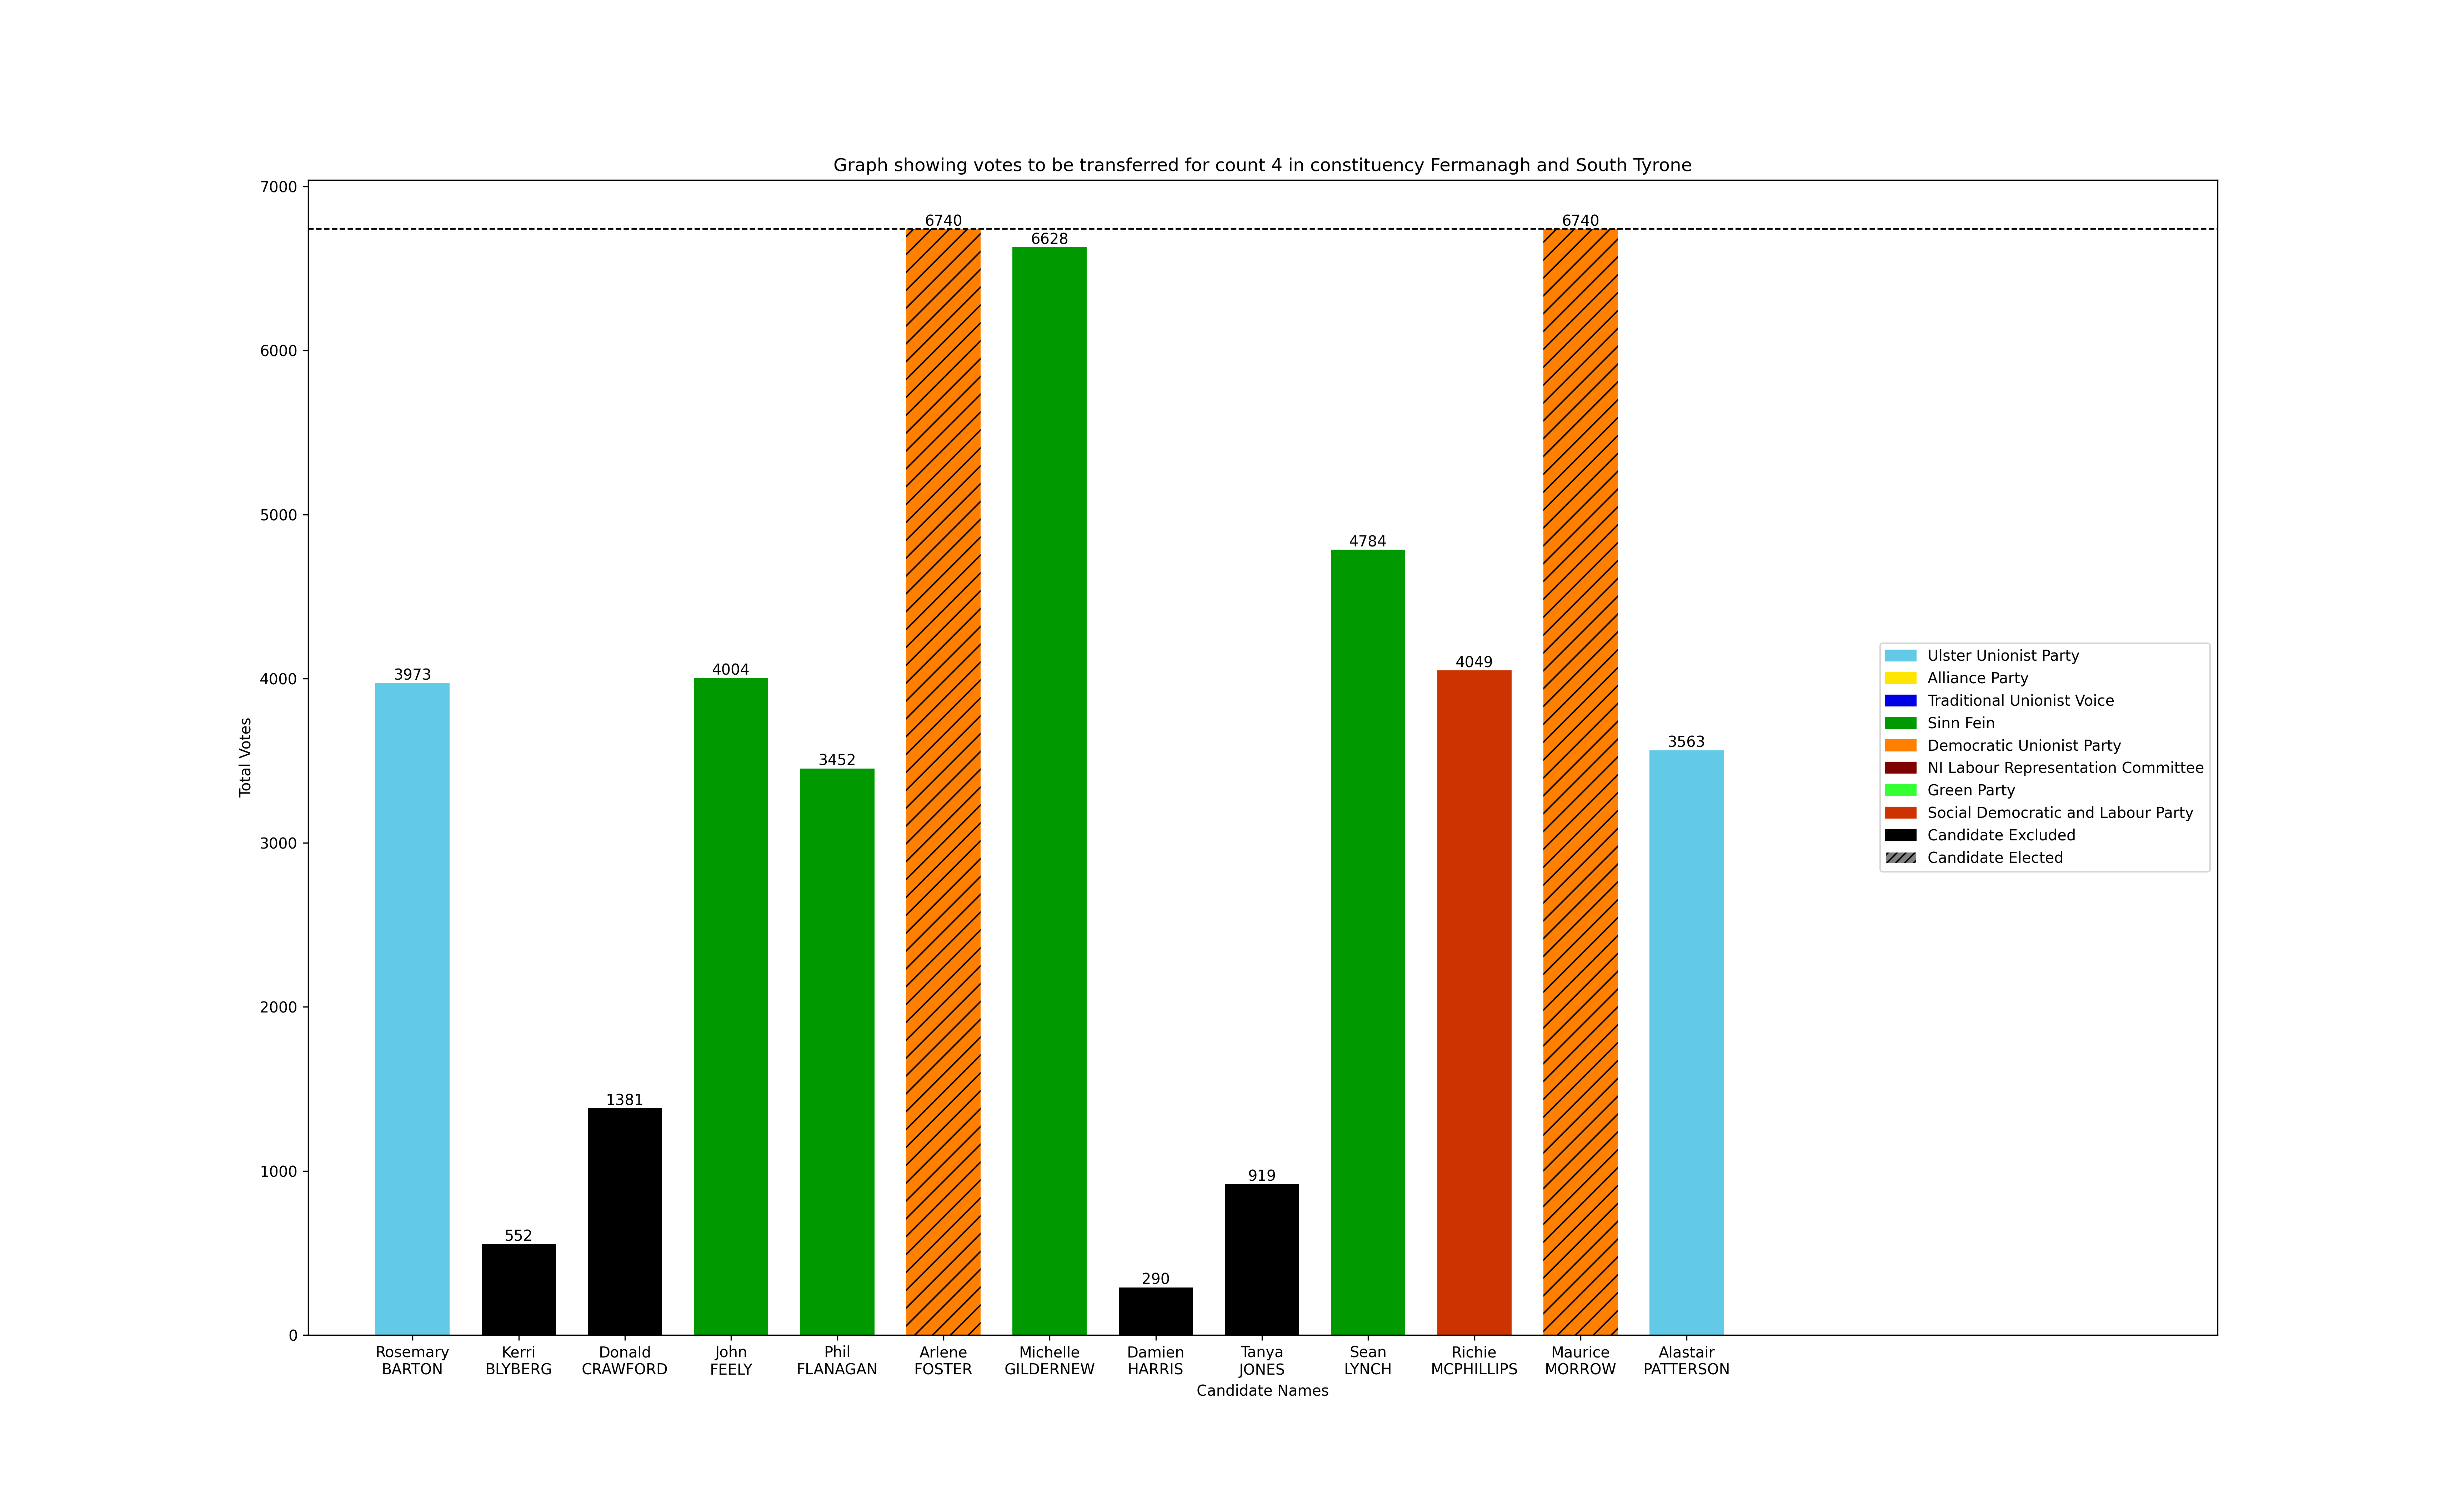 Graph showing votes to be transferred for count 4 in constituency Fermanagh and South Tyrone
7000
6000
5000
4000
3000
2000
1000
0
Total Votes
3973
552
1381
4004
3452
6740
6628
290
919
4784
4049
6740
3563
Rosemary
BARTON
Kerri
BLYBERG
Donald
CRAWFORD
John
FEELY
Phil
FLANAGAN
Arlene
FOSTER
Michelle
GILDERNEW
Damien
HARRIS
Tanya
JONES
Sean
LYNCH
Richie
MCPHILLIPS
Maurice
MORROW
Alastair
PATTERSON
Candidate Names
Ulster Unionist Party
Alliance Party
Traditional Unionist Voice
Sinn Fein
Democratic Unionist Party
NI Labour Representation Committee
Green Party
Social Democratic and Labour Party
Candidate Excluded
Candidate Elected